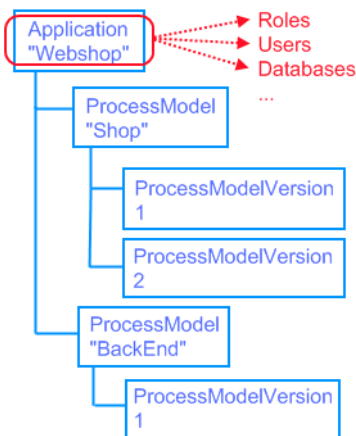 Application
"Webshop"
Roles
Users
Databases
...
ProcessModel
"Shop"
ProcessModelVersion
1
ProcessModelVersion
2
ProcessModel
"BackEnd"
ProcessModelVersion
1